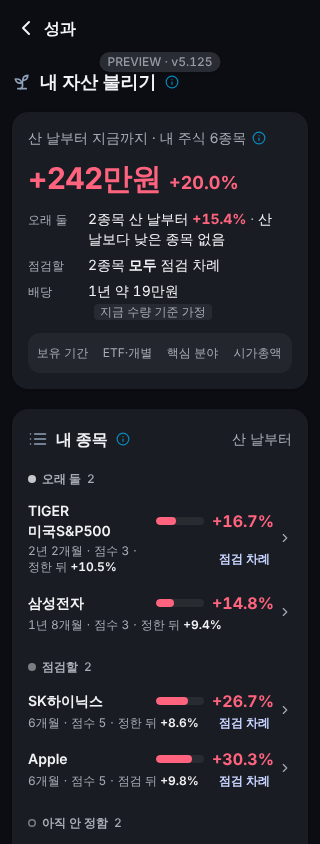 성과
PREVIEW · v5.125
내 자산 불리기
산 날부터 지금까지 · 내 주식 6종목
+242만원 +20.0%
오래 둘 2종목 산 날부터 +15.4% · 산
날보다 낮은 종목 없음
점검할 2종목 모두 점검 차례
배당 1년 약 19만원
지금 수량 기준 가정
보유 기간 ETF·개별 핵심 분야 시가총액
내 종목 산 날부터
오래 둘 2
TIGER
미국S&P500 +16.7%
2년 2개월 · 점수 3 ·
정한 뒤 +10.5% 점검 차례
삼성전자 +14.8%
1년 8개월 · 점수 3 · 정한 뒤 +9.4%
점검할 2
SK하이닉스 +26.7%
6개월 · 점수 5 · 정한 뒤 +8.6% 점검 차례
Apple +30.3%
6개월 · 점수 5 · 점검 뒤 +9.8% 점검 차례
아직 안 정함 2